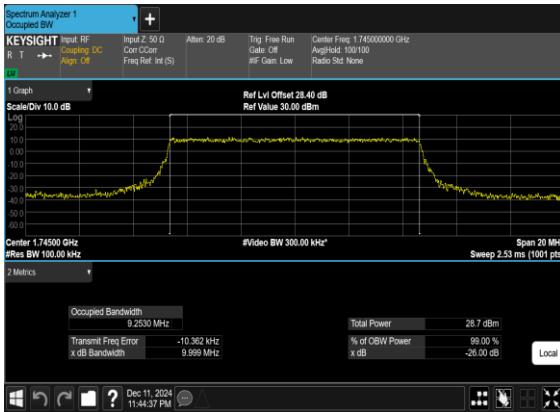 Spectrum Analyzer 1
Occupied BW
KEYSIGHT
R T
LW
Input: RF
Coupling: DC
Align: Off
Input Z: 50 Ω
Corr CCorr
Freq Ref: Int (S)
Atten: 20 dB
Trig: Free Run
Gate: Off
#IF Gain: Low
Center Freq: 1.745000000 GHz
Avg|Hold: 100/100
Radio Std: None
1 Graph
Scale/Div 10.0 dB
Ref Lvl Offset 28.40 dB
Ref Value 30.00 dBm
Log
20.0
10.0
0.00
-10.0
-20.0
-30.0
-40.0
-50.0
-60.0
Center 1.74500 GHz
#Res BW 100.00 kHz
#Video BW 300.00 kHz*
Span 20 MH
Sweep 2.53 ms (1001 pts
2 Metrics
Occupied Bandwidth
9.2530 MHz
Transmit Freq Error -10.362 kHz
x dB Bandwidth 9.999 MHz
Total Power 28.7 dBm
% of OBW Power 99.00 %
x dB -26.00 dB
Local
Dec 11, 2024
11:44:37 PM